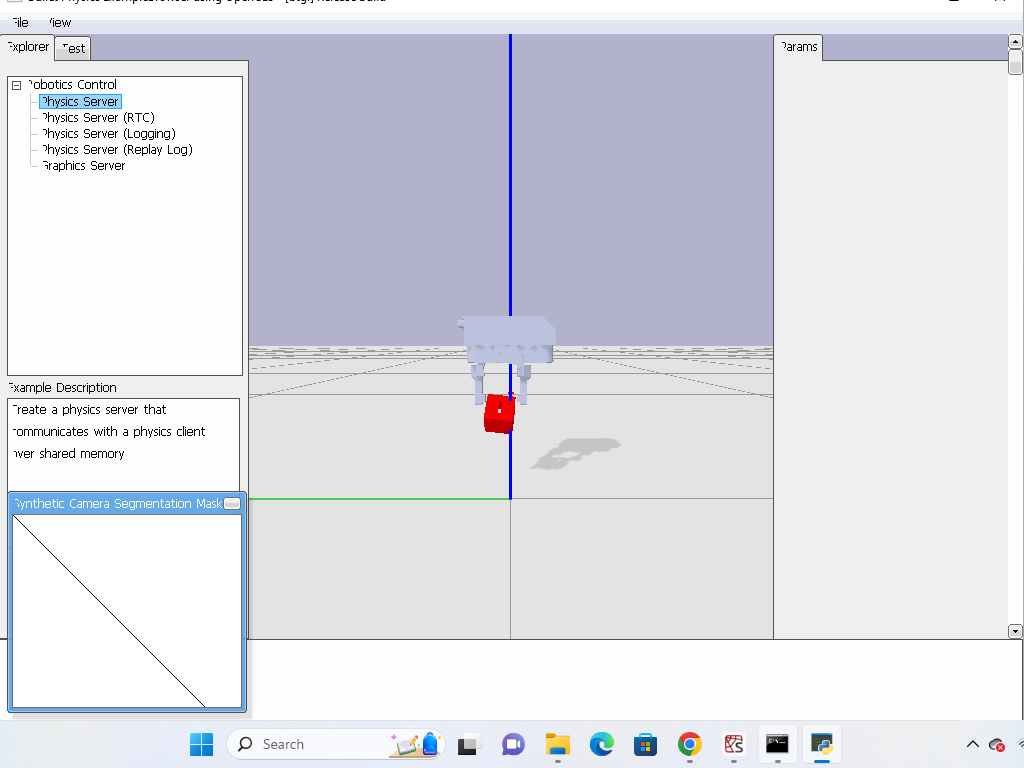 File View
Explorer Test
Params
Robotics Control
Physics Server
Physics Server (RTC)
Physics Server (Logging)
Physics Server (Replay Log)
Graphics Server
Example Description
Create a physics server that
communicates with a physics client
over shared memory
Synthetic Camera Segmentation Mask
Search